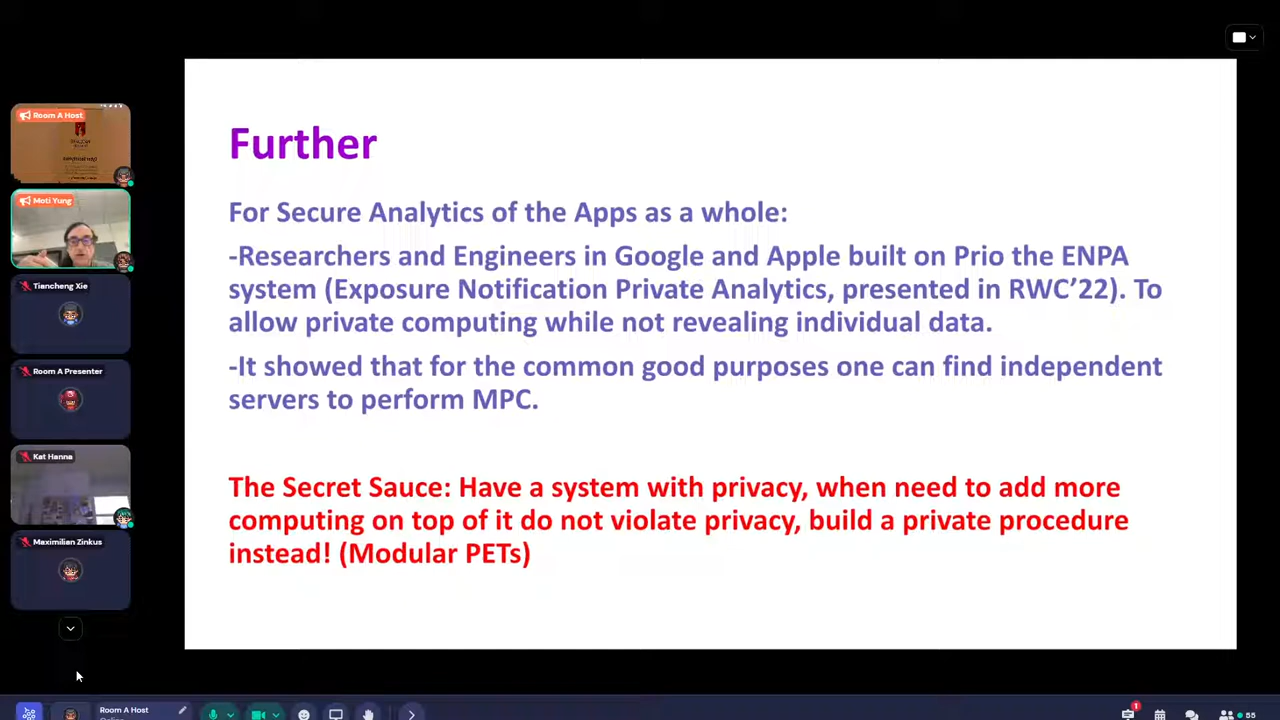 Room A Host
Moti Yung
Tiancheng Xie
Room A Presenter
Kat Hanna
Maximilian Zinkus
Further
For Secure Analytics of the Apps as a whole:
-Researchers and Engineers in Google and Apple built on Prio the ENPA
system (Exposure Notification Private Analytics, presented in RWC’22). To
allow private computing while not revealing individual data.
-It showed that for the common good purposes one can find independent
servers to perform MPC.
The Secret Sauce: Have a system with privacy, when need to add more
computing on top of it do not violate privacy, build a private procedure
instead! (Modular PETs)
Room A Host
Online
1
55